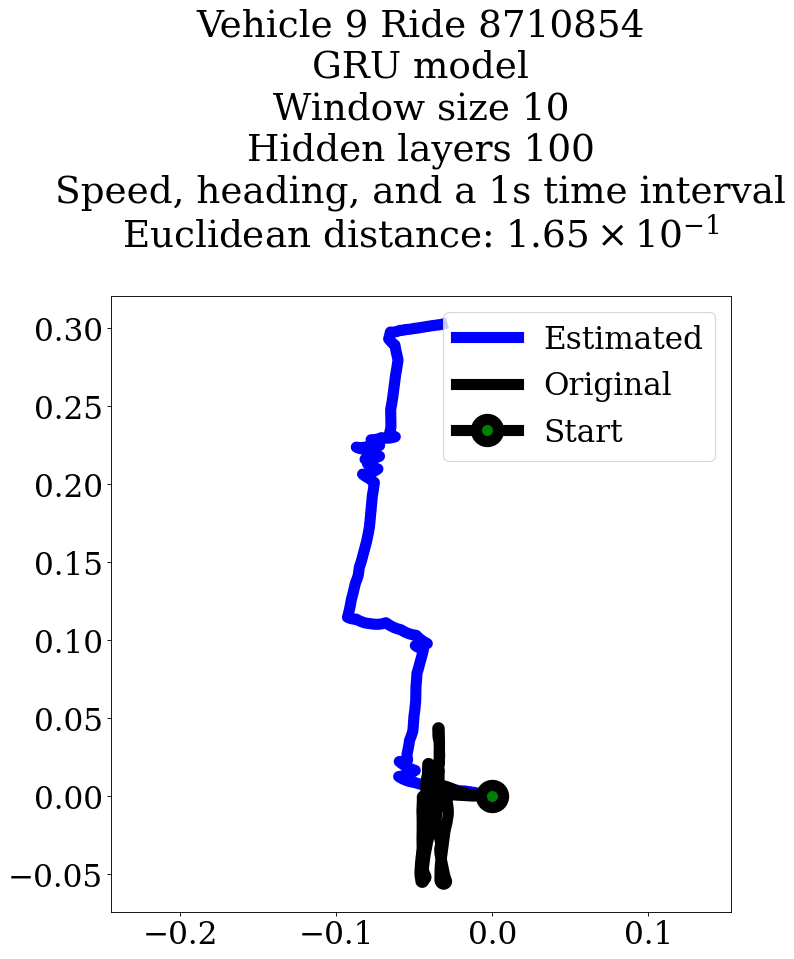 Vehicle 9 Ride 8710854
GRU model
Window size 10
Hidden layers 100
Speed, heading, and a 1s time interval
Euclidean distance: 1.65 × 10⁻¹
Estimated
Original
Start
0.30
0.25
0.20
0.15
0.10
0.05
0.00
−0.05
−0.2
−0.1
0.0
0.1